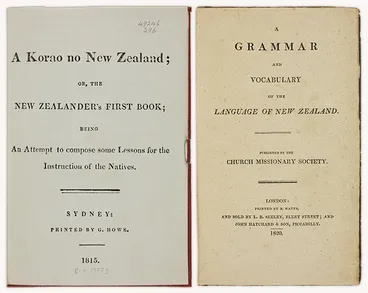 A Korao no New Zealand;
OR, THE
NEW ZEALANDER's FIRST BOOK;
BEING
An Attempt to compose some Lessons for the
Instruction of the Natives.
SYDNEY:
PRINTED BY G. HOWE.
1815.
A
GRAMMAR
AND
VOCABULARY
OF THE
LANGUAGE OF NEW ZEALAND.
PUBLISHED BY THE
CHURCH MISSIONARY SOCIETY.
LONDON:
PRINTED BY R. WATTS,
AND SOLD BY L. B. SEELEY, FLEET STREET; AND
JOHN HATCHARD & SON, PICCADILLY.
1820.